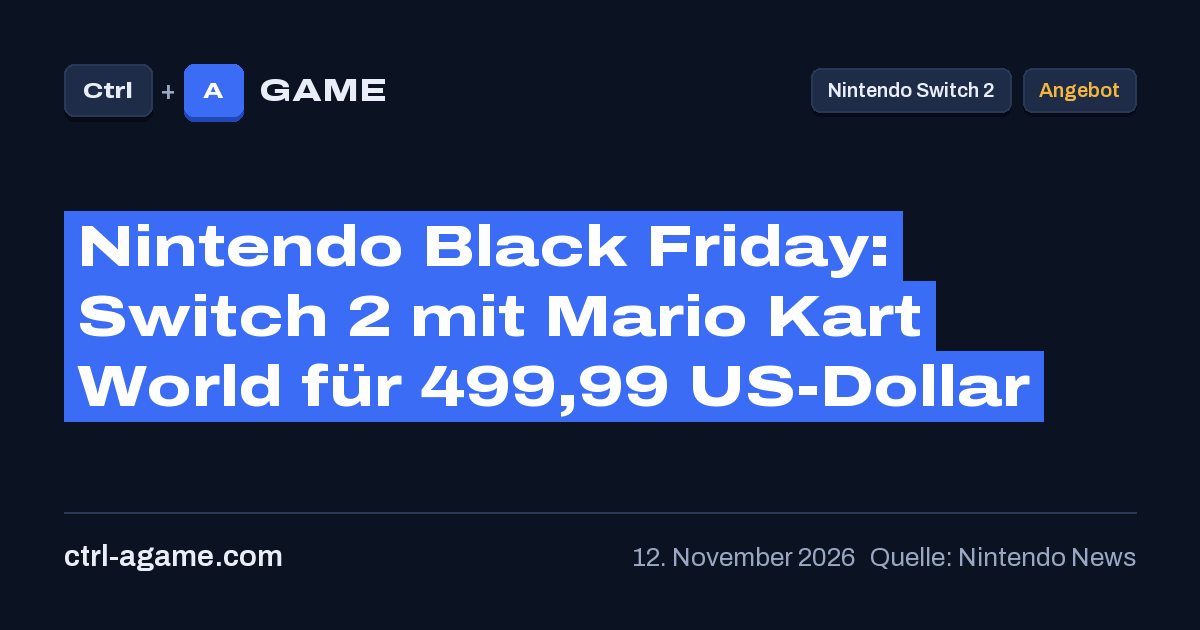 Ctrl + A GAME
Nintendo Switch 2
Angebot
Nintendo Black Friday:
Switch 2 mit Mario Kart
World für 499,99 US-Dollar
ctrl-agame.com
12. November 2026 Quelle: Nintendo News